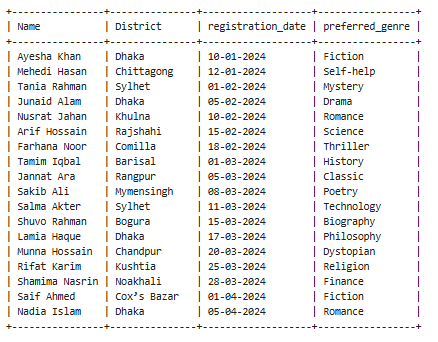 +----------------+---------------+-------------------+-----------------+
| Name           | District      | registration_date | preferred_genre |
+----------------+---------------+-------------------+-----------------+
| Ayesha Khan    | Dhaka         | 10-01-2024        | Fiction         |
| Mehedi Hasan   | Chittagong    | 12-01-2024        | Self-help       |
| Tania Rahman   | Sylhet        | 01-02-2024        | Mystery         |
| Junaid Alam    | Dhaka         | 05-02-2024        | Drama           |
| Nusrat Jahan   | Khulna        | 10-02-2024        | Romance         |
| Arif Hossain   | Rajshahi      | 15-02-2024        | Science         |
| Farhana Noor   | Comilla       | 18-02-2024        | Thriller        |
| Tamim Iqbal    | Barisal       | 01-03-2024        | History         |
| Jannat Ara     | Rangpur       | 05-03-2024        | Classic         |
| Sakib Ali      | Mymensingh    | 08-03-2024        | Poetry          |
| Salma Akter    | Sylhet        | 11-03-2024        | Technology      |
| Shuvo Rahman   | Bogura        | 15-03-2024        | Biography       |
| Lamia Haque    | Dhaka         | 17-03-2024        | Philosophy      |
| Munna Hossain  | Chandpur      | 20-03-2024        | Dystopian       |
| Rifat Karim    | Kushtia       | 25-03-2024        | Religion        |
| Shamima Nasrin | Noakhali      | 28-03-2024        | Finance         |
| Saif Ahmed     | Cox’s Bazar   | 01-04-2024        | Fiction         |
| Nadia Islam    | Dhaka         | 05-04-2024        | Romance         |
+----------------+---------------+-------------------+-----------------+